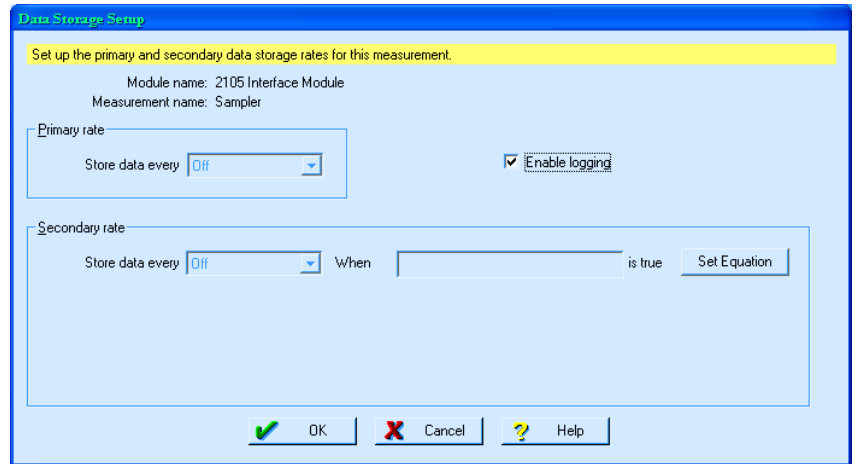 Data Storage Setup
Set up the primary and secondary data storage rates for this measurement.
Module name: 2105 Interface Module
Measurement name: Sampler
Primary rate
Store data every Off
Enable logging
Secondary rate
Store data every Off When is true Set Equation
OK Cancel Help